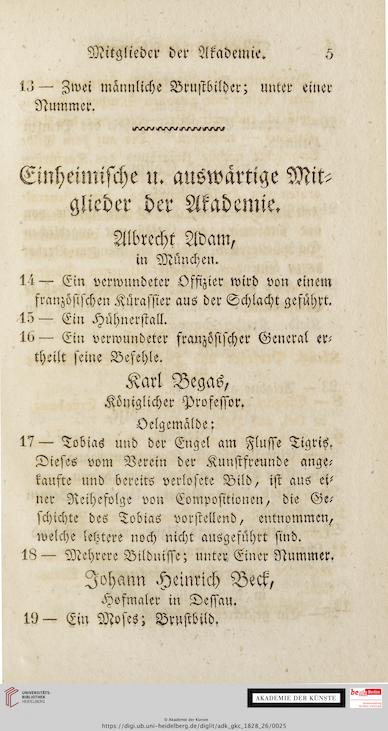 Mitglieder der Akademie. 5
13 — Zwei männliche Brustbilder; unter einer
Nummer.
Einheimische u. auswärtige Mit-
glieder der Akademie.
Albrecht Adam,
in München.
14 — Ein verwundeter Offizier wird von einem
französischen Kürassier aus der Schlacht geführt.
15 — Ein Hühnerstall.
16 — Ein verwundeter französischer General er-
theilt seine Befehle.
Karl Begas,
Königlicher Professor.
Oelgemälde:
17 — Tobias und der Engel am Flusse Tigris.
Dieses vom Verein der Kunstfreunde ange-
kaufte und bereits verlosete Bild, ist aus ei-
ner Reihefolge von Compositionen, die Ge-
schichte des Tobias vorstellend, entnommen,
welche letztere noch nicht ausgeführt sind.
18 — Mehrere Bildnisse; unter Einer Nummer.
Johann Heinrich Beck,
Hofmaler in Dessau.
19 — Ein Moses; Brustbild.
UNIVERSITÄTS-
BIBLIOTHEK
HEIDELBERG
AKADEMIE DER KÜNSTE
be Berlin
© Akademie der Künste
https://digi.ub.uni-heidelberg.de/diglit/adk_gkc_1828_26/0025